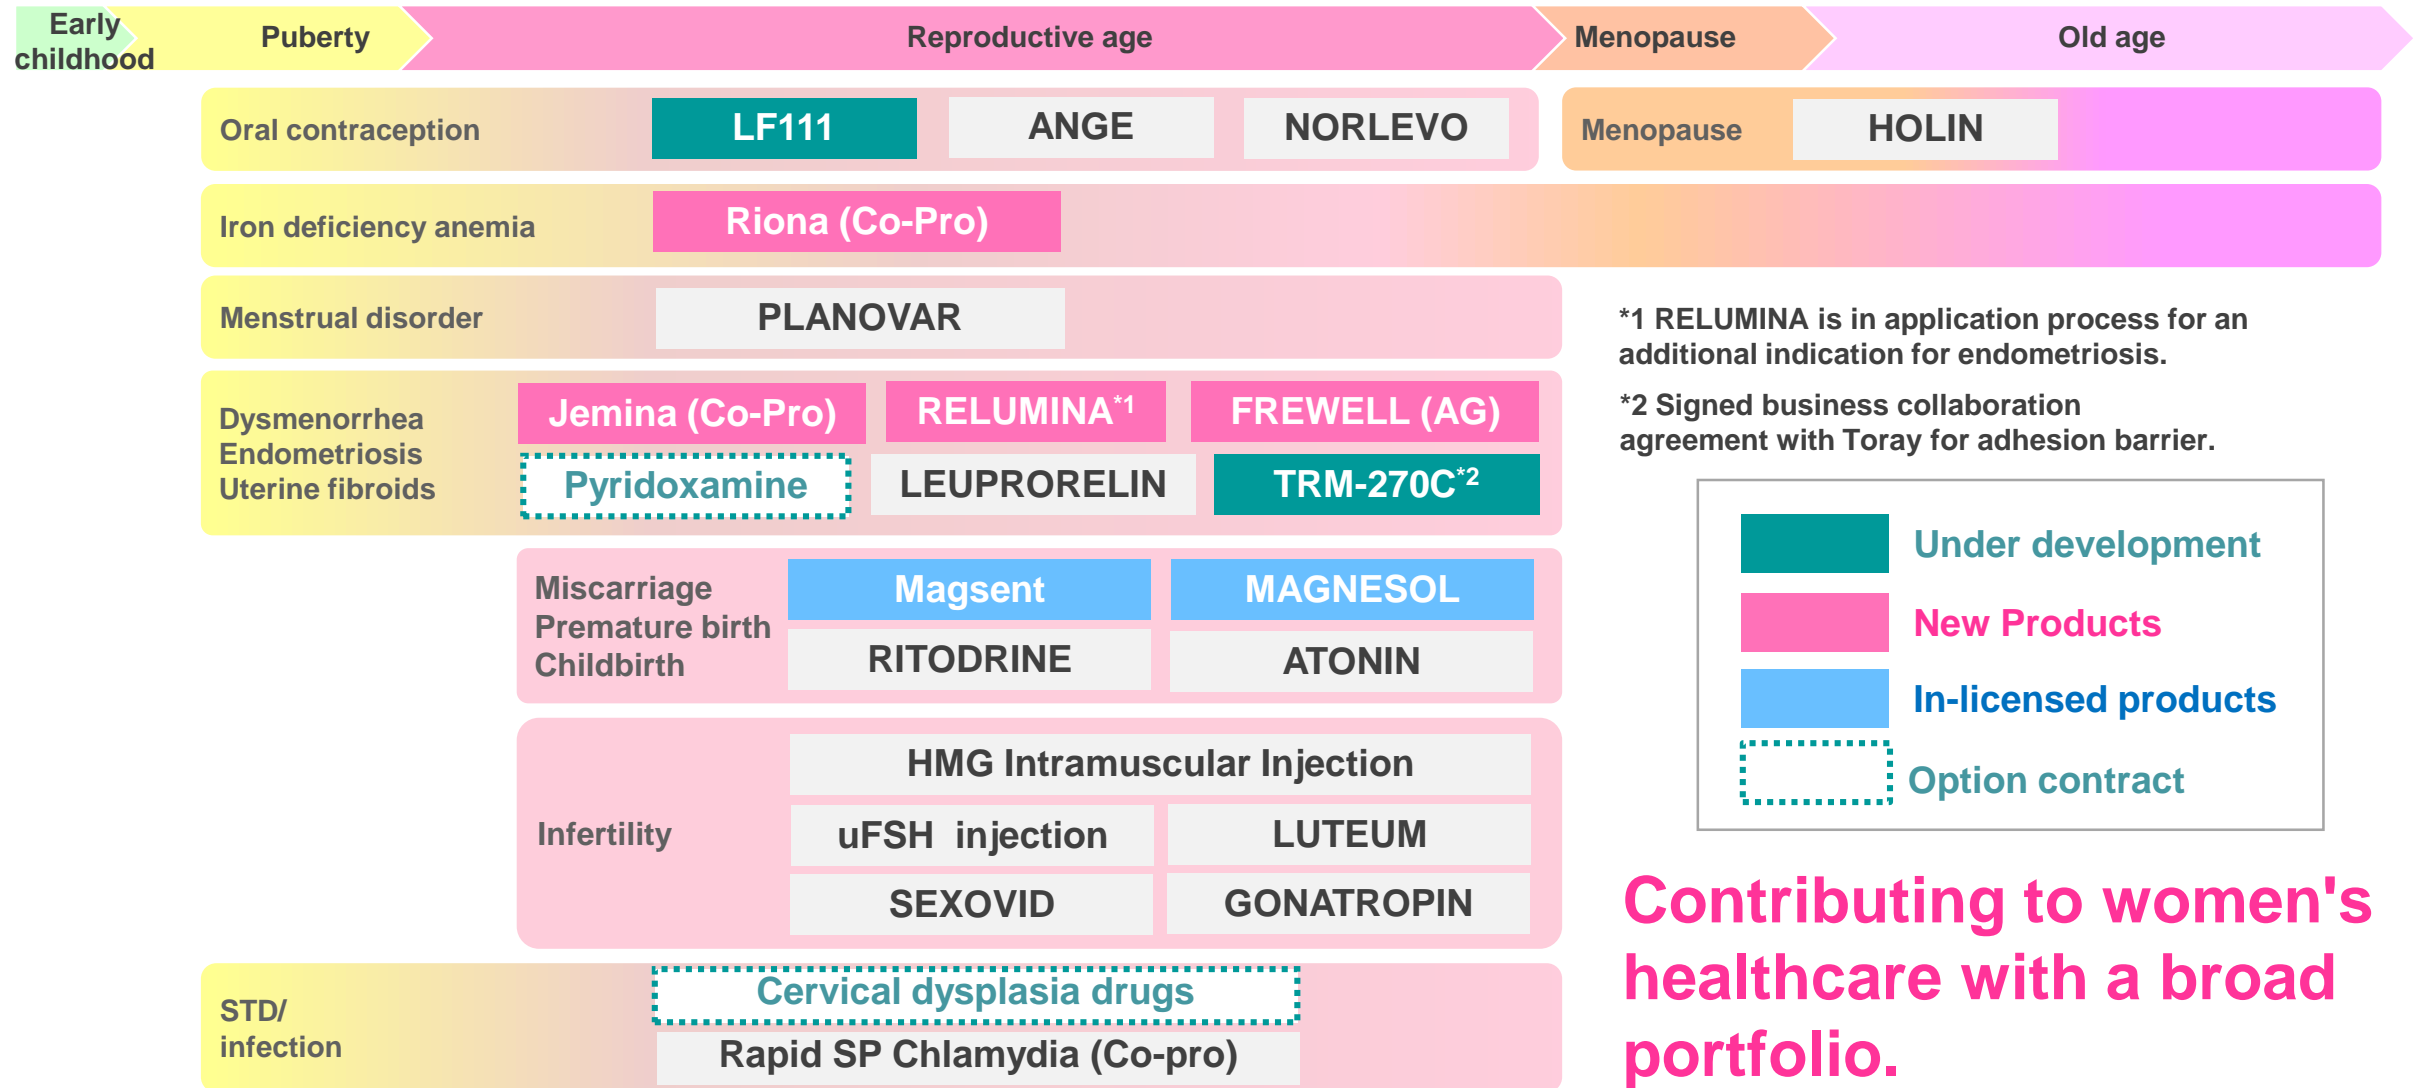 Early
childhood
Puberty
Reproductive age
Menopause
Old age
Oral contraception
LF111
ANGE
NORLEVO
Menopause
HOLIN
Iron deficiency anemia
Riona (Co-Pro)
Menstrual disorder
PLANOVAR
*1 RELUMINA is in application process for an
additional indication for endometriosis.
*2 Signed business collaboration
agreement with Toray for adhesion barrier.
Dysmenorrhea
Endometriosis
Uterine fibroids
Jemina (Co-Pro)
RELUMINA*1
FREWELL (AG)
Pyridoxamine
LEUPRORELIN
TRM-270C*2
Miscarriage
Premature birth
Childbirth
Magsent
MAGNESOL
RITODRINE
ATONIN
Infertility
HMG Intramuscular Injection
uFSH injection
LUTEUM
SEXOVID
GONATROPIN
STD/
infection
Cervical dysplasia drugs
Rapid SP Chlamydia (Co-pro)
Under development
New Products
In-licensed products
Option contract
Contributing to women's
healthcare with a broad
portfolio.